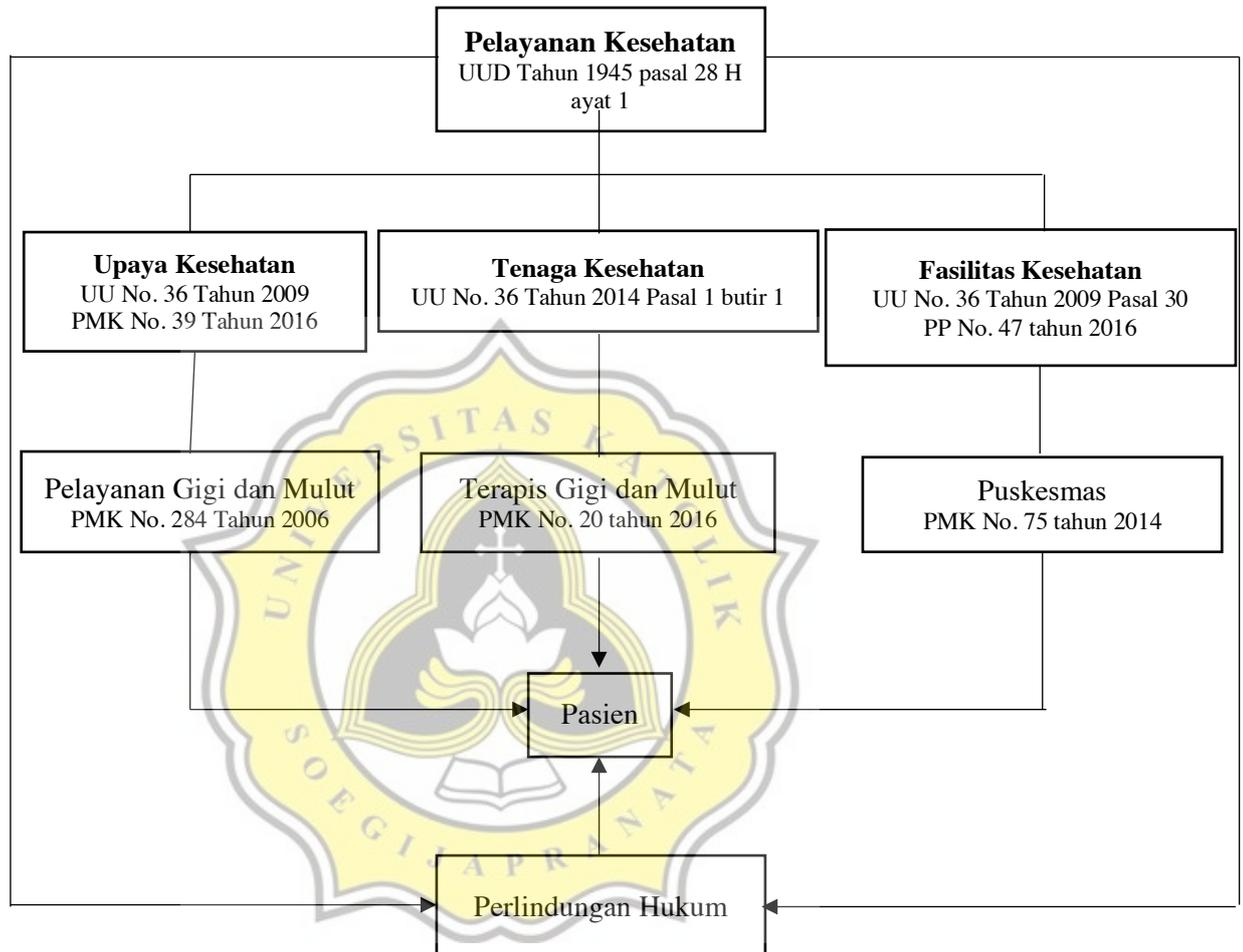 Pelayanan Kesehatan
UUD Tahun 1945 pasal 28 H
ayat 1
Upaya Kesehatan
UU No. 36 Tahun 2009
PMK No. 39 Tahun 2016
Tenaga Kesehatan
UU No. 36 Tahun 2014 Pasal 1 butir 1
Fasilitas Kesehatan
UU No. 36 Tahun 2009 Pasal 30
PP No. 47 tahun 2016
Pelayanan Gigi dan Mulut
PMK No. 284 Tahun 2006
Terapis Gigi dan Mulut
PMK No. 20 tahun 2016
Puskesmas
PMK No. 75 tahun 2014
Pasien
Perlindungan Hukum
UNIVERSITAS KATOLIK
SOEGIJAPRANATA